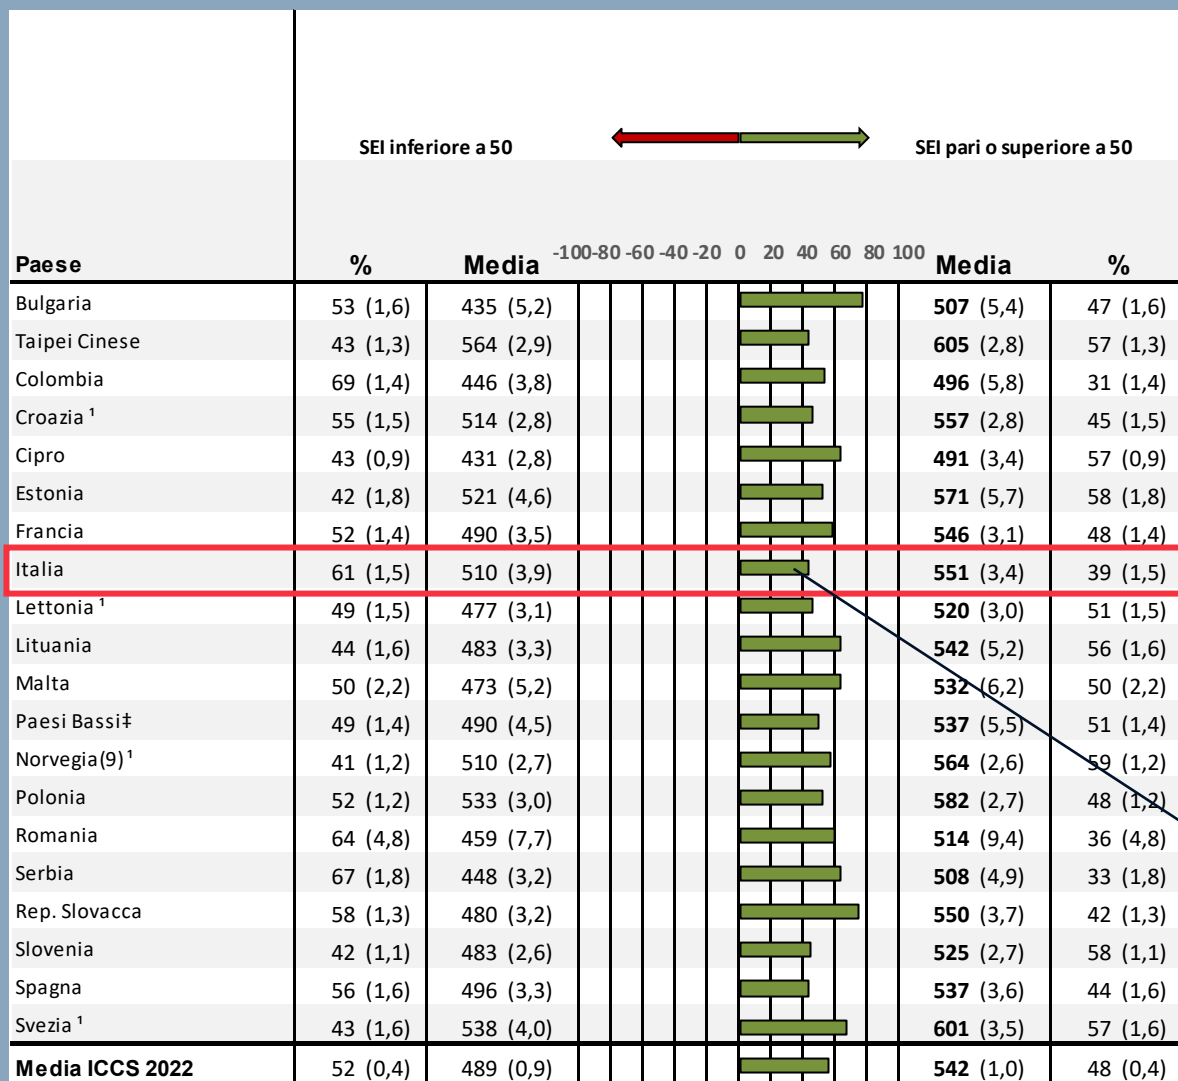 SEI inferiore a 50 SEI pari o superiore a 50
-100 -80 -60 -40 -20 0 20 40 60 80 100
Paese % Media Media %
Bulgaria 53 (1,6) 435 (5,2) 507 (5,4) 47 (1,6)
Taipei Cinese 43 (1,3) 564 (2,9) 605 (2,8) 57 (1,3)
Colombia 69 (1,4) 446 (3,8) 496 (5,8) 31 (1,4)
Croazia ¹ 55 (1,5) 514 (2,8) 557 (2,8) 45 (1,5)
Cipro 43 (0,9) 431 (2,8) 491 (3,4) 57 (0,9)
Estonia 42 (1,8) 521 (4,6) 571 (5,7) 58 (1,8)
Francia 52 (1,4) 490 (3,5) 546 (3,1) 48 (1,4)
Italia 61 (1,5) 510 (3,9) 551 (3,4) 39 (1,5)
Lettonia ¹ 49 (1,5) 477 (3,1) 520 (3,0) 51 (1,5)
Lituania 44 (1,6) 483 (3,3) 542 (5,2) 56 (1,6)
Malta 50 (2,2) 473 (5,2) 532 (6,2) 50 (2,2)
Paesi Bassi‡ 49 (1,4) 490 (4,5) 537 (5,5) 51 (1,4)
Norvegia(9) ¹ 41 (1,2) 510 (2,7) 564 (2,6) 59 (1,2)
Polonia 52 (1,2) 533 (3,0) 582 (2,7) 48 (1,2)
Romania 64 (4,8) 459 (7,7) 514 (9,4) 36 (4,8)
Serbia 67 (1,8) 448 (3,2) 508 (4,9) 33 (1,8)
Rep. Slovacca 58 (1,3) 480 (3,2) 550 (3,7) 42 (1,3)
Slovenia 42 (1,1) 483 (2,6) 525 (2,7) 58 (1,1)
Spagna 56 (1,6) 496 (3,3) 537 (3,6) 44 (1,6)
Svezia ¹ 43 (1,6) 538 (4,0) 601 (3,5) 57 (1,6)
Media ICCS 2022 52 (0,4) 489 (0,9) 542 (1,0) 48 (0,4)